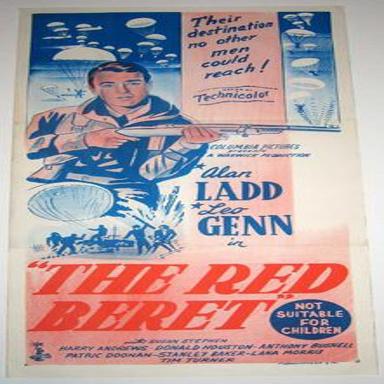 Their
destination
no other
men
could
reach!
Technicolor
COLUMBIA PICTURES
A WARWICK PRODUCTION
Alan
LADD
Leo
GENN
in
"THE RED
BERET"
NOT
SUITABLE
FOR
CHILDREN
SUSAN STEPHEN
HARRY ANDREWS · DONALD HOUSTON · ANTHONY BUSHELL
PATRIC DOONAN · STANLEY BAKER · LANA MORRIS
TIM TURNER